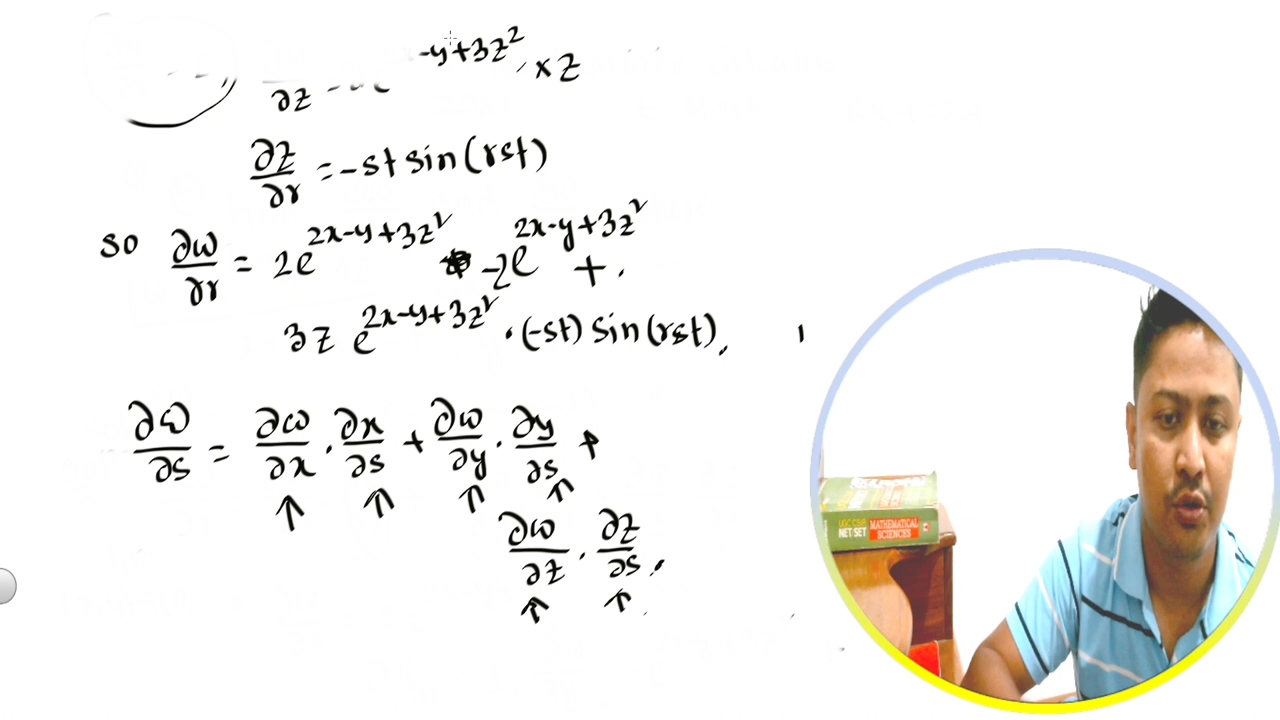 -y+3z² · × z
∂z
∂z/∂r = -st sin(rst)
so ∂w/∂r = 2e^(2x-y+3z²) -2e^(2x-y+3z²) + .
3z e^(2x-y+3z²) · (-st) sin(rst).
∂w/∂s = ∂w/∂x · ∂x/∂s + ∂w/∂y · ∂y/∂s +
∂w/∂z · ∂z/∂s .
UGC CSIR
NET-SET
MATHEMATICAL
SCIENCES